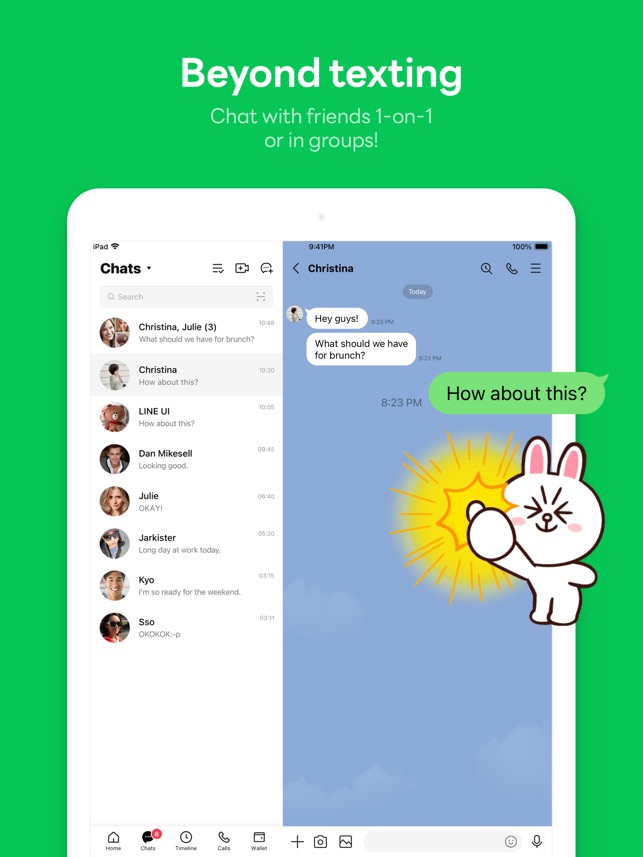 Beyond texting
Chat with friends 1-on-1
or in groups!
iPad
9:41PM
100%
Chats
Search
Christina, Julie (3)
10:48
What should we have for brunch?
Christina
10:20
How about this?
LINE UI
10:05
How about this?
Dan Mikesell
09:45
Looking good.
Julie
06:40
OKAY!
Jarkister
05:20
Long day at work today.
Kyo
03:15
I'm so ready for the weekend.
Sso
03:11
OKOKOK:-p
8
Home
Chats
Timeline
Calls
Wallet
Christina
Today
Hey guys!
8:23 PM
What should we have
for brunch?
8:23 PM
How about this?
8:23 PM